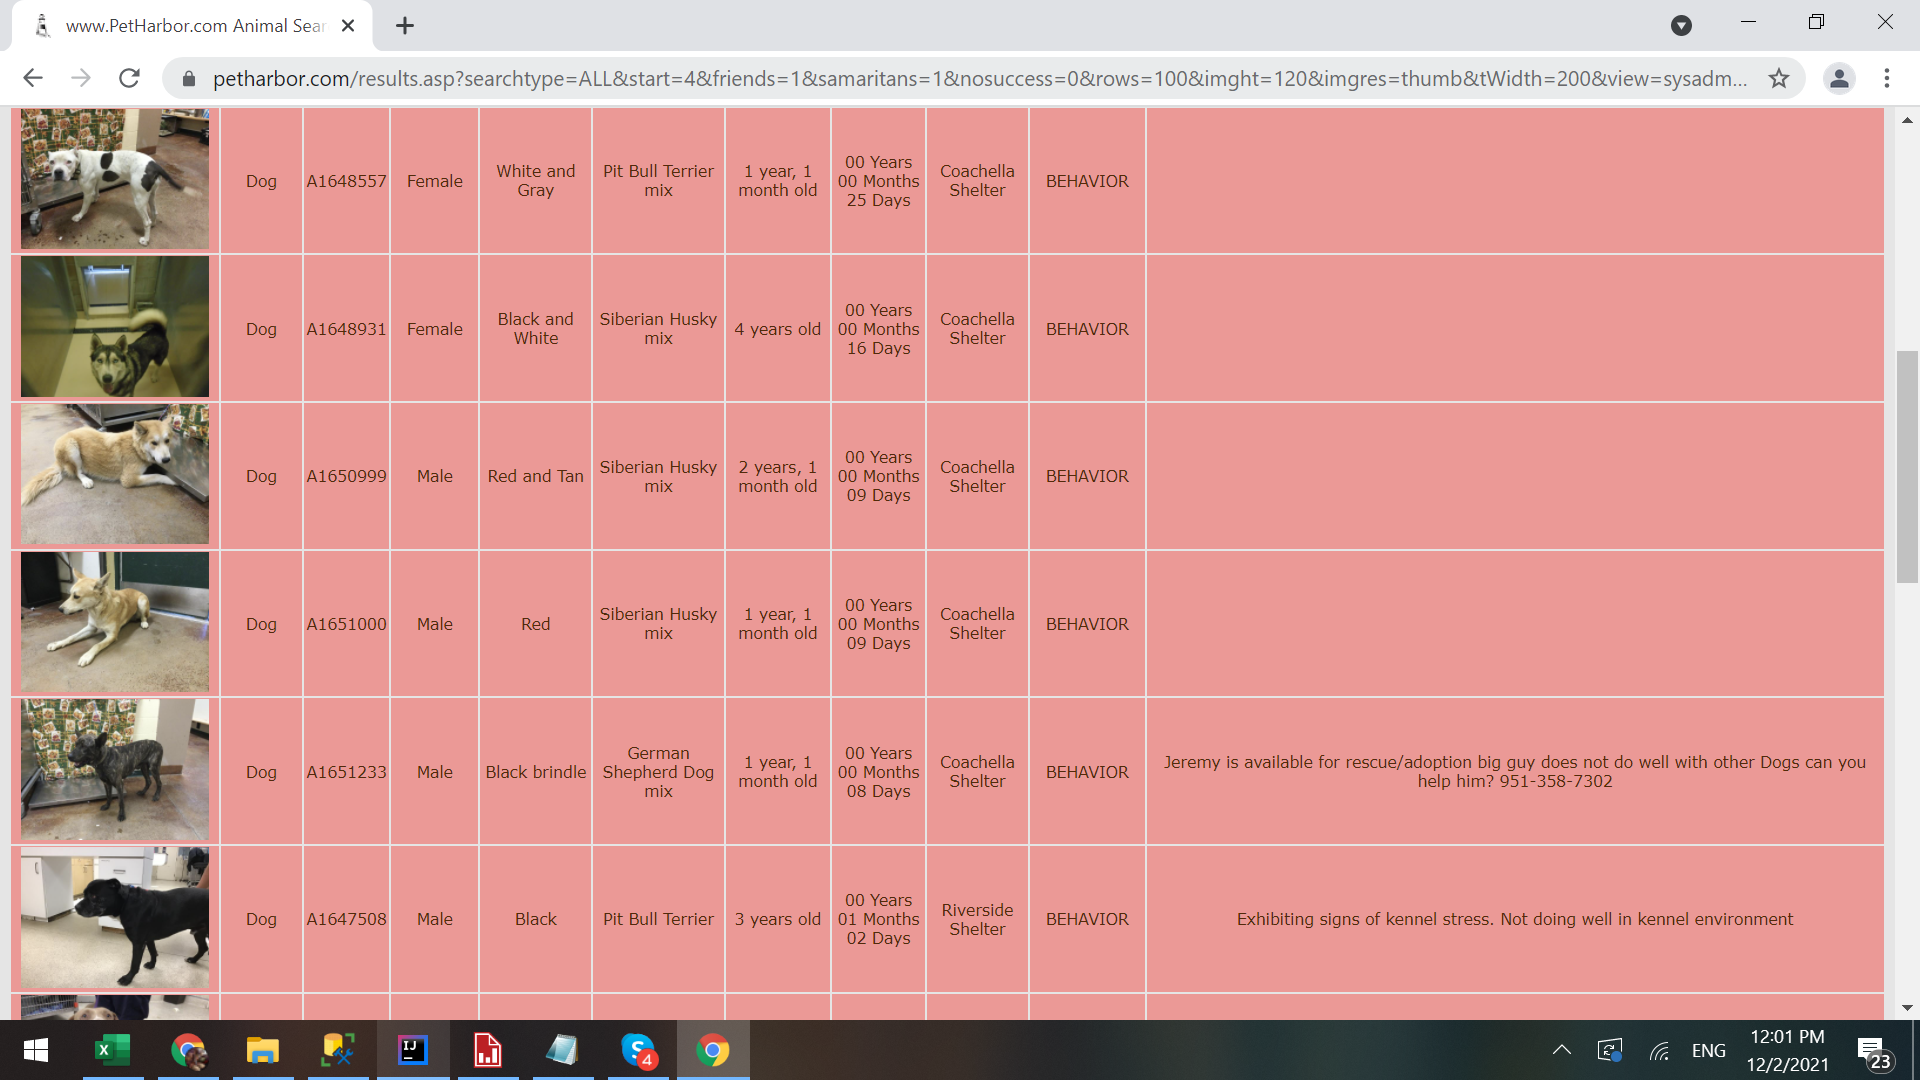 www.PetHarbor.com Animal Sear
petharbor.com/results.asp?searchtype=ALL&start=4&friends=1&samaritans=1&nosuccess=0&rows=100&imght=120&imgres=thumb&tWidth=200&view=sysadm...
Dog
A1648557
Female
White and
Gray
Pit Bull Terrier
mix
1 year, 1
month old
00 Years
00 Months
25 Days
Coachella
Shelter
BEHAVIOR
Dog
A1648931
Female
Black and
White
Siberian Husky
mix
4 years old
00 Years
00 Months
16 Days
Coachella
Shelter
BEHAVIOR
Dog
A1650999
Male
Red and Tan
Siberian Husky
mix
2 years, 1
month old
00 Years
00 Months
09 Days
Coachella
Shelter
BEHAVIOR
Dog
A1651000
Male
Red
Siberian Husky
mix
1 year, 1
month old
00 Years
00 Months
09 Days
Coachella
Shelter
BEHAVIOR
Dog
A1651233
Male
Black brindle
German
Shepherd Dog
mix
1 year, 1
month old
00 Years
00 Months
08 Days
Coachella
Shelter
BEHAVIOR
Jeremy is available for rescue/adoption big guy does not do well with other Dogs can you
help him? 951-358-7302
Dog
A1647508
Male
Black
Pit Bull Terrier
3 years old
00 Years
01 Months
02 Days
Riverside
Shelter
BEHAVIOR
Exhibiting signs of kennel stress. Not doing well in kennel environment
X
IJ
S
4
ENG
12:01 PM
12/2/2021
23